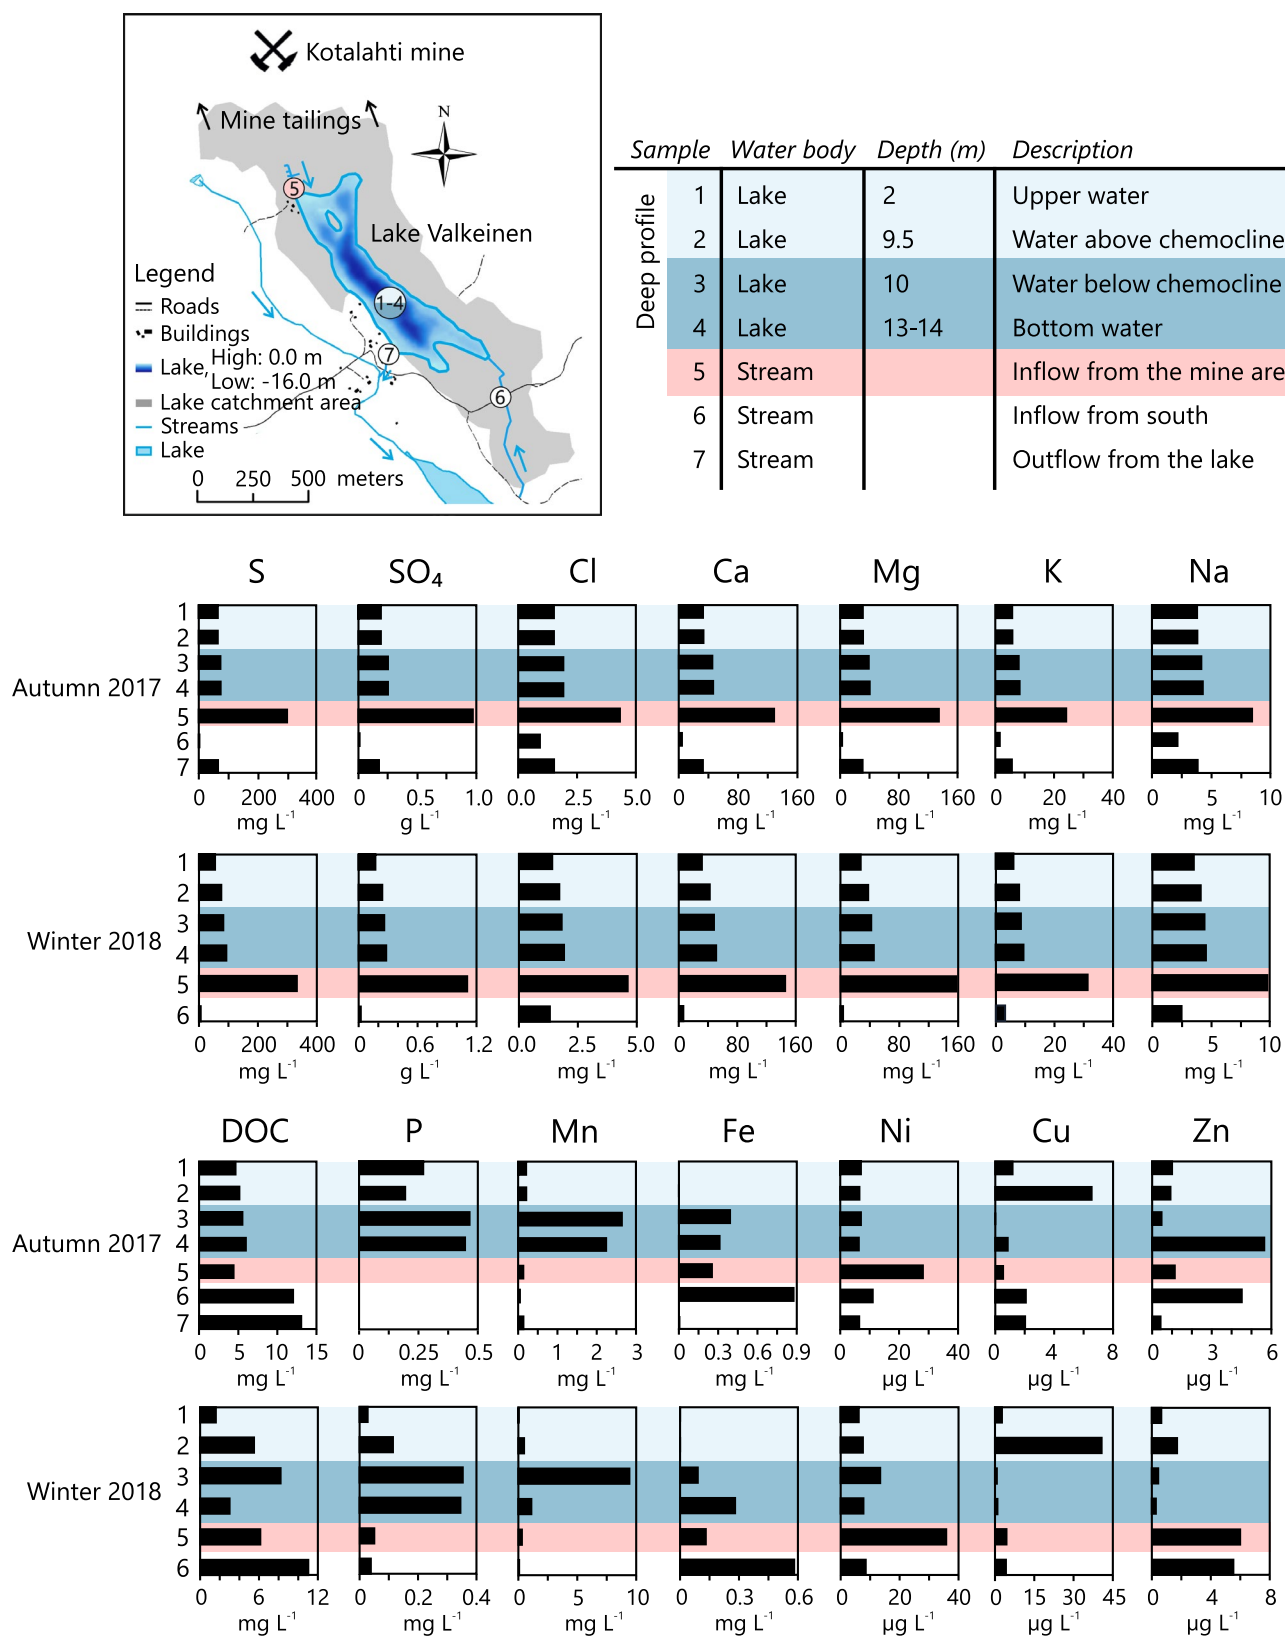 Kotalahti mine
Mine tailings
N
5
Lake Valkeinen
1-4
7
6
Legend
Roads
Buildings
Lake, High: 0.0 m
Low: -16.0 m
Lake catchment area
Streams
Lake
0 250 500 meters
Sample Water body Depth (m) Description
Deep profile
1 Lake 2 Upper water
2 Lake 9.5 Water above chemocline
3 Lake 10 Water below chemocline
4 Lake 13-14 Bottom water
5 Stream Inflow from the mine are
6 Stream Inflow from south
7 Stream Outflow from the lake
S SO₄ Cl Ca Mg K Na
Autumn 2017
1
2
3
4
5
6
7
0 200 400 0 0.5 1.0 0.0 2.5 5.0 0 80 160 0 80 160 0 20 40 0 5 10
mg L⁻¹ g L⁻¹ mg L⁻¹ mg L⁻¹ mg L⁻¹ mg L⁻¹ mg L⁻¹
Winter 2018
1
2
3
4
5
6
0 200 400 0 0.6 1.2 0.0 2.5 5.0 0 80 160 0 80 160 0 20 40 0 5 10
mg L⁻¹ g L⁻¹ mg L⁻¹ mg L⁻¹ mg L⁻¹ mg L⁻¹ mg L⁻¹
DOC P Mn Fe Ni Cu Zn
Autumn 2017
1
2
3
4
5
6
7
0 5 10 15 0 0.25 0.5 0 1 2 3 0 0.3 0.6 0.9 0 20 40 0 4 8 0 3 6
mg L⁻¹ mg L⁻¹ mg L⁻¹ mg L⁻¹ µg L⁻¹ µg L⁻¹ µg L⁻¹
Winter 2018
1
2
3
4
5
6
0 6 12 0 0.2 0.4 0 5 10 0 0.3 0.6 0 20 40 0 15 45 0 4 8
mg L⁻¹ mg L⁻¹ mg L⁻¹ mg L⁻¹ µg L⁻¹ µg L⁻¹ µg L⁻¹